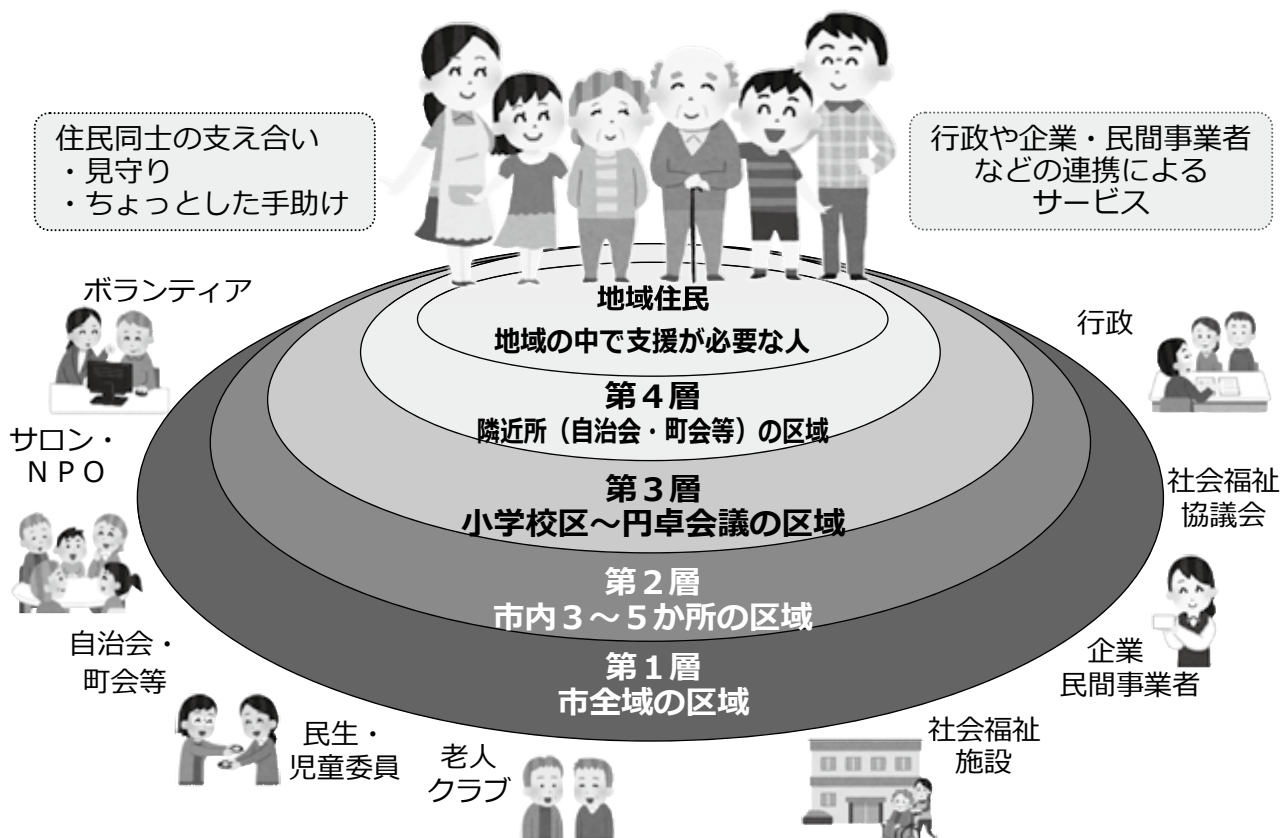 住民同士の支え合い
・見守り
・ちょっとした手助け
行政や企業・民間事業者
などの連携による
サービス
地域住民
地域の中で支援が必要な人
第４層
隣近所（自治会・町会等）の区域
第３層
小学校区～円卓会議の区域
第２層
市内３～５か所の区域
第１層
市全域の区域
ボランティア
サロン・
ＮＰＯ
自治会・
町会等
民生・
児童委員
老人
クラブ
社会福祉
施設
企業
民間事業者
社会福祉
協議会
行政